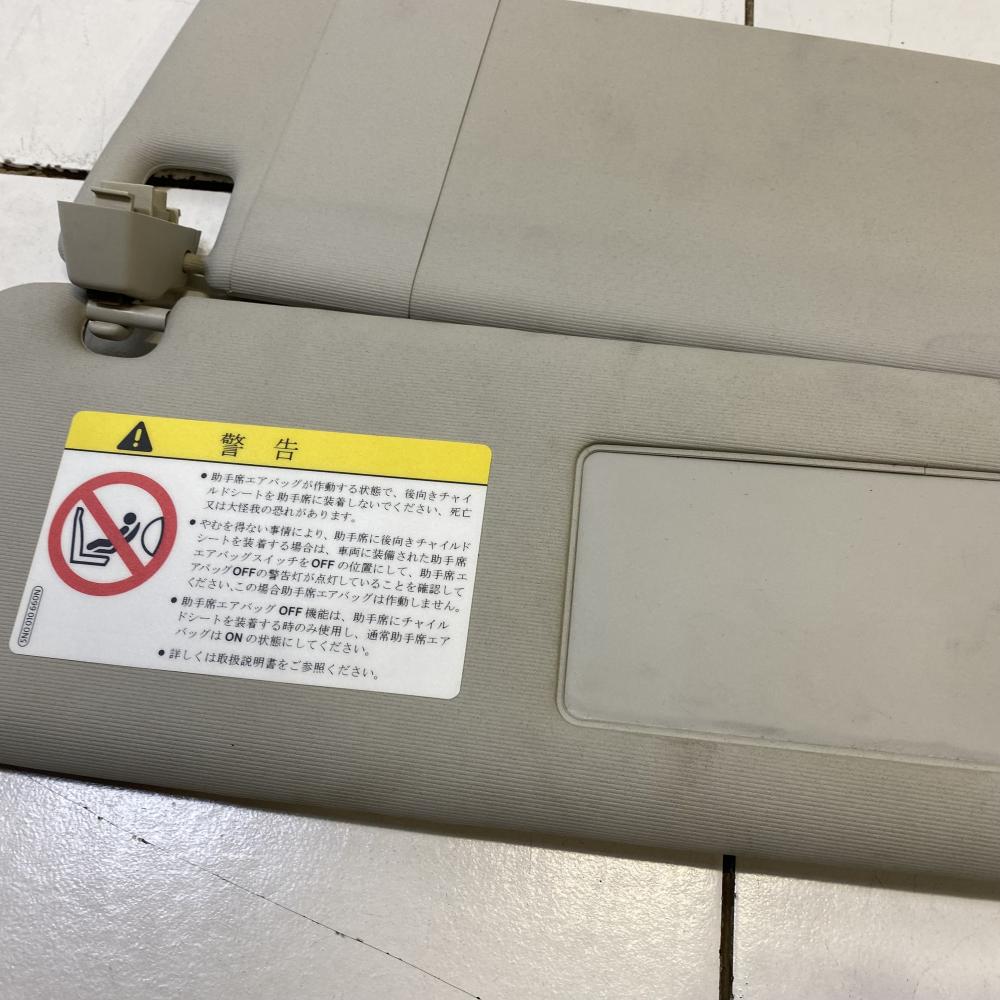 警 告
● 助手席エアバッグが作動する状態で、後向きチャイ
ルドシートを助手席に装着しないでください、死亡
又は大怪我の恐れがあります。
● やむを得ない事情により、助手席に後向きチャイルド
シートを装着する場合は、車両に装備された助手席
エアバッグスイッチをOFFの位置にして、助手席エ
アバッグOFFの警告灯が点灯していることを確認して
ください、この場合助手席エアバッグは作動しません。
● 助手席エアバッグ OFF 機能は、助手席にチャイル
ドシートを装着する時のみ使用し、通常助手席エア
バッグは ON の状態にしてください。
● 詳しくは取扱説明書をご参照ください。
5N0 010 669N